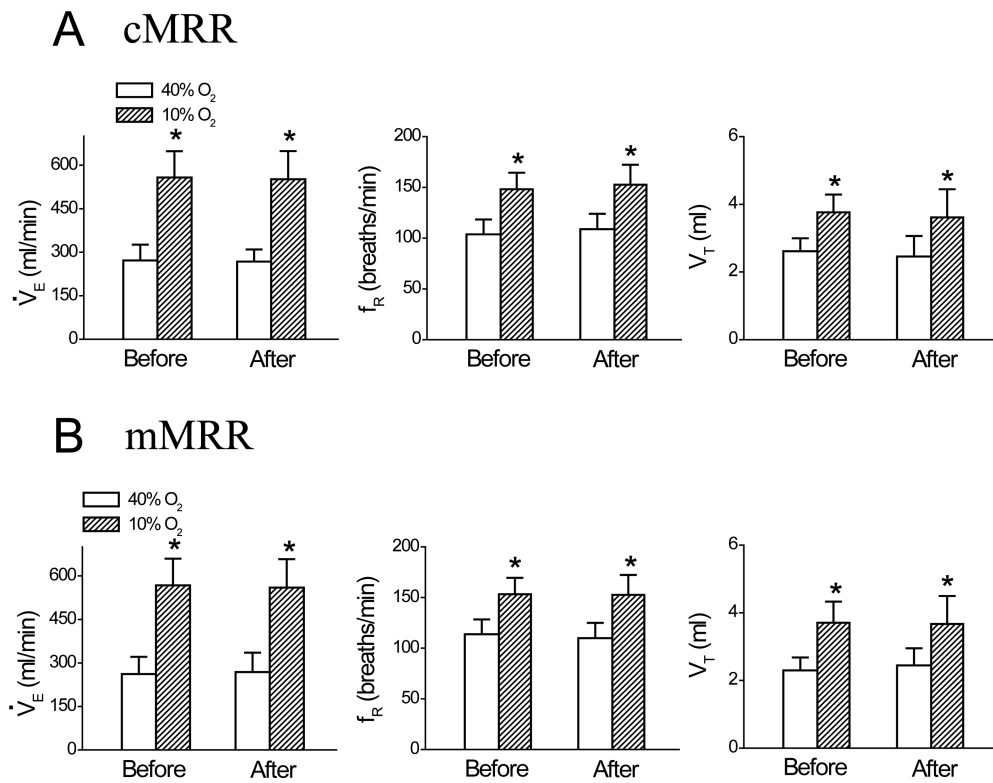 A cMRR
40% O₂
10% O₂
V̇E (ml/min)
600
450
300
150
0
* *
Before After
fR (breaths/min)
200
150
100
50
0
* *
Before After
VT (ml)
6
4
2
0
* *
Before After
B mMRR
40% O₂
10% O₂
V̇E (ml/min)
600
450
300
150
0
* *
Before After
fR (breaths/min)
200
150
100
50
0
* *
Before After
VT (ml)
6
4
2
0
* *
Before After